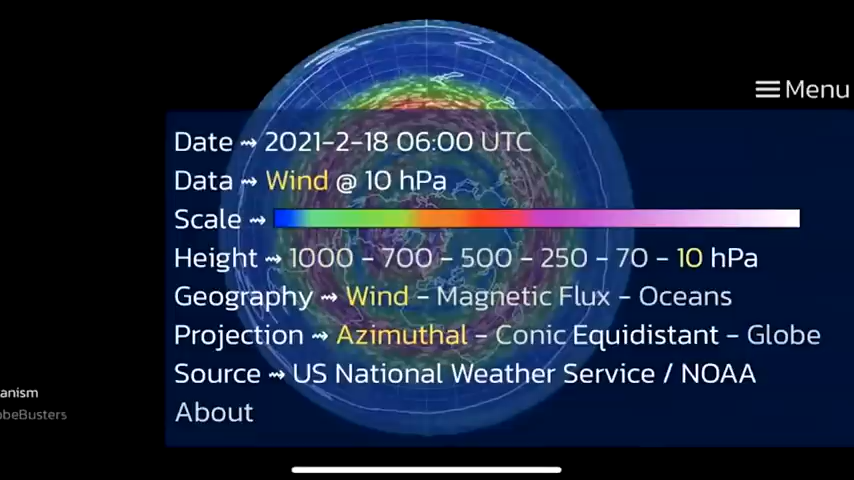 Menu
Date ⇝ 2021-2-18 06:00 UTC
Data ⇝ Wind @ 10 hPa
Scale ⇝
Height ⇝ 1000 - 700 - 500 - 250 - 70 - 10 hPa
Geography ⇝ Wind - Magnetic Flux - Oceans
Projection ⇝ Azimuthal - Conic Equidistant - Globe
Source ⇝ US National Weather Service / NOAA
anism
obeBusters
About